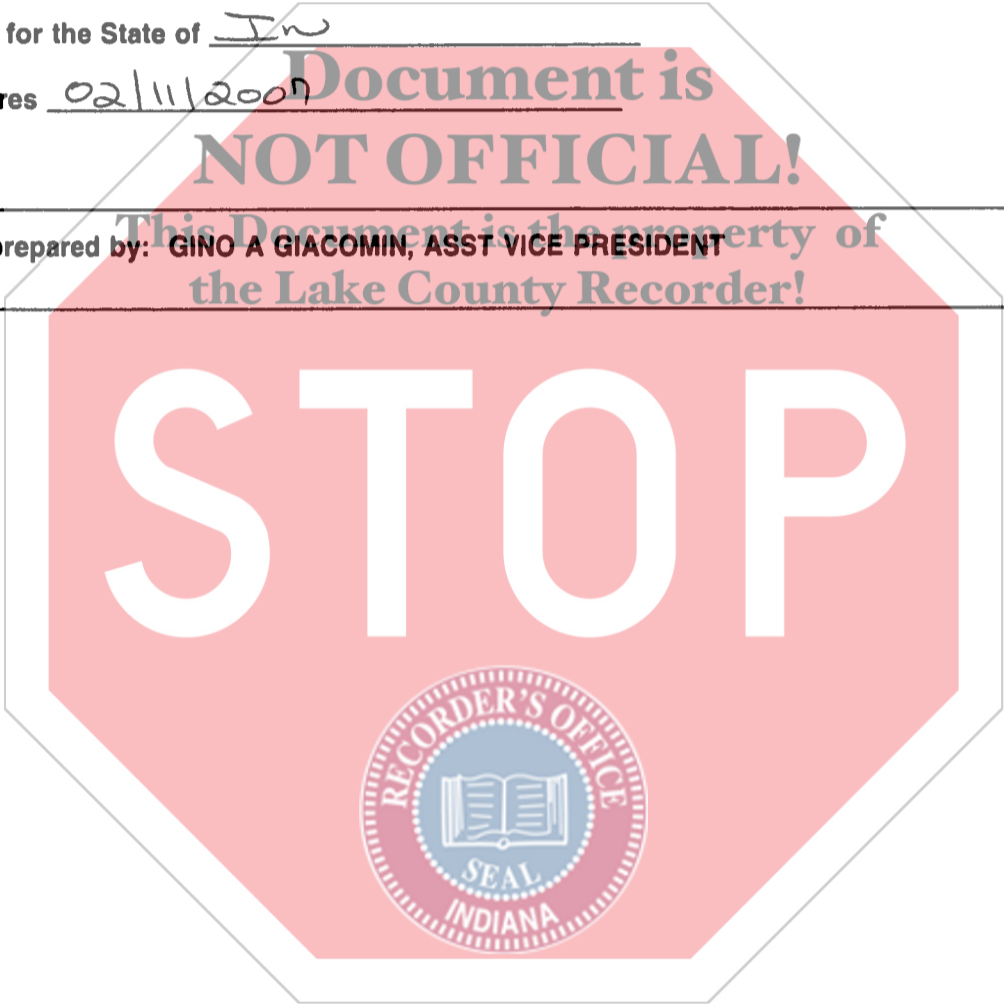 for the State of In
res 02/11/2007
Document is
NOT OFFICIAL!
This Document is the property of
the Lake County Recorder!
prepared by: GINO A GIACOMIN, ASST VICE PRESIDENT
STOP
RECORDER'S OFFICE
SEAL
INDIANA